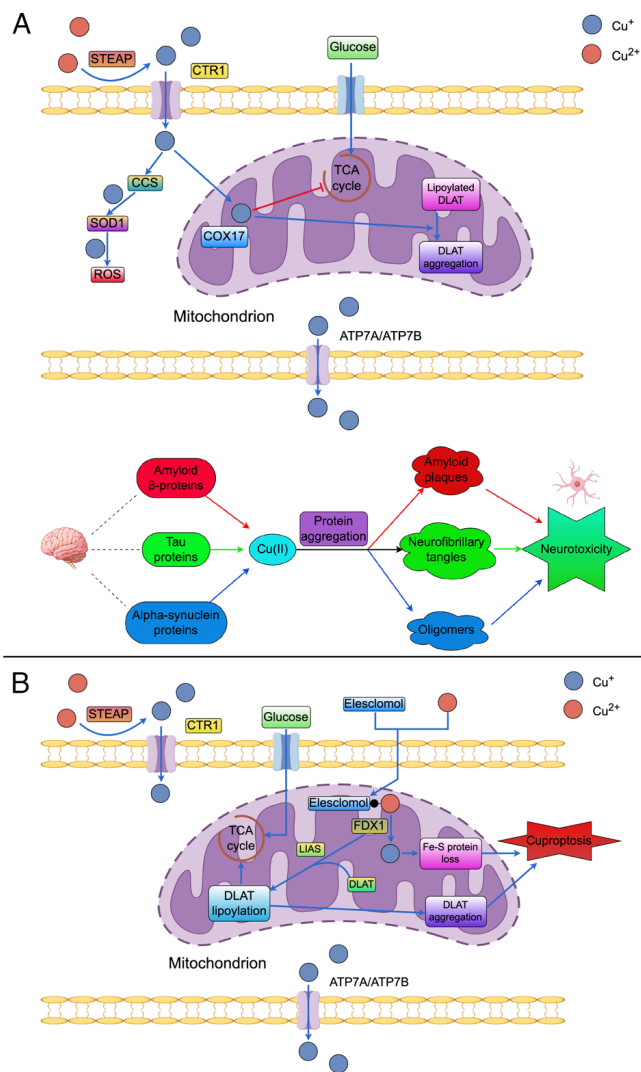 A
STEAP
CTR1
Glucose
Cu+
Cu2+
CCS
SOD1
ROS
COX17
TCA
cycle
Lipoylated
DLAT
DLAT
aggregation
Mitochondrion
ATP7A/ATP7B
Amyloid
β-proteins
Tau
proteins
Alpha-synuclein
proteins
Cu(II)
Protein
aggregation
Amyloid
plaques
Neurofibrillary
tangles
Oligomers
Neurotoxicity
B
STEAP
CTR1
Glucose
Elesclomol
Cu+
Cu2+
TCA
cycle
Elesclomol
FDX1
LIAS
DLAT
DLAT
lipoylation
Fe-S protein
loss
DLAT
aggregation
Cuproptosis
Mitochondrion
ATP7A/ATP7B